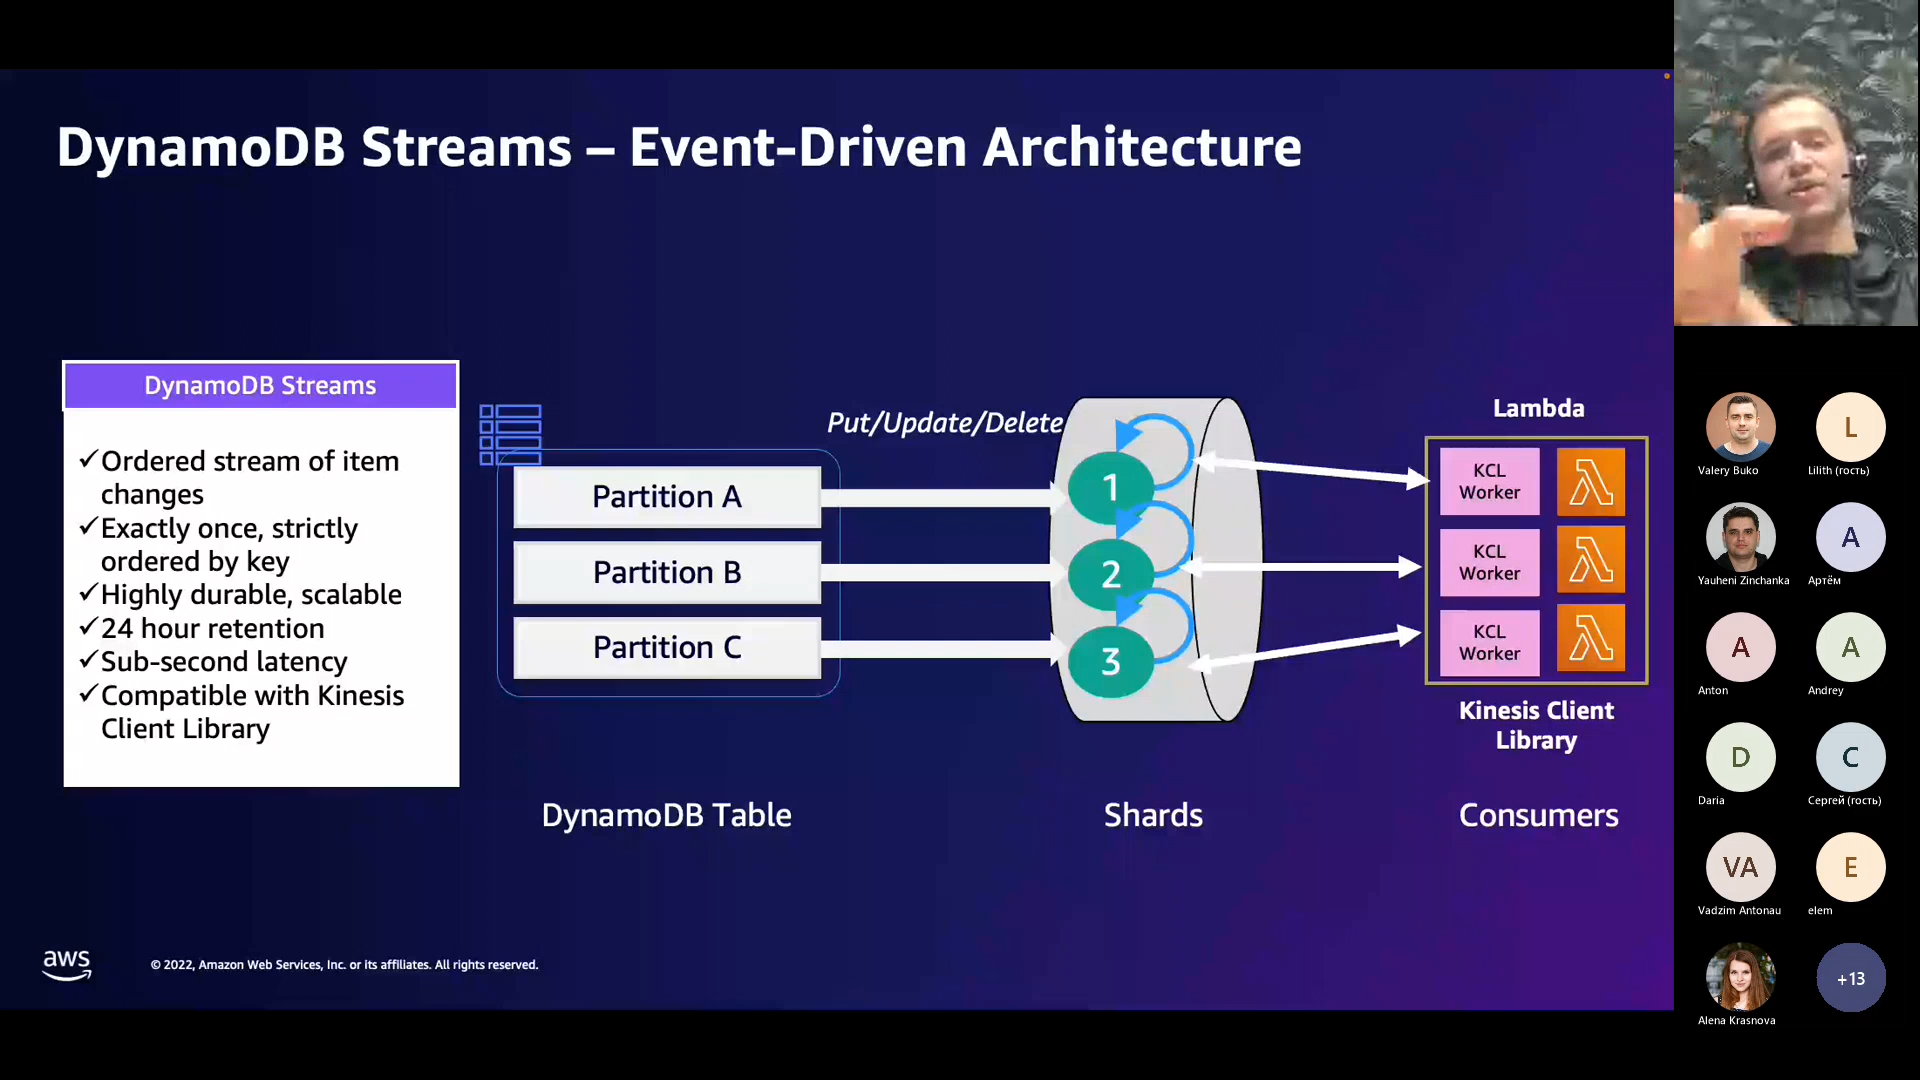 DynamoDB Streams – Event-Driven Architecture
DynamoDB Streams
✓Ordered stream of item
changes
✓Exactly once, strictly
ordered by key
✓Highly durable, scalable
✓24 hour retention
✓Sub-second latency
✓Compatible with Kinesis
Client Library
Partition A
Partition B
Partition C
DynamoDB Table
Put/Update/Delete
1
2
3
Shards
Lambda
KCL
Worker
KCL
Worker
KCL
Worker
Kinesis Client
Library
Consumers
aws
© 2022, Amazon Web Services, Inc. or its affiliates. All rights reserved.
Valery Buko
L
Lilith (гость)
Yauheni Zinchanka
A
Артём
A
Anton
A
Andrey
D
Daria
C
Сергей (гость)
VA
Vadzim Antonau
E
elem
Alena Krasnova
+13